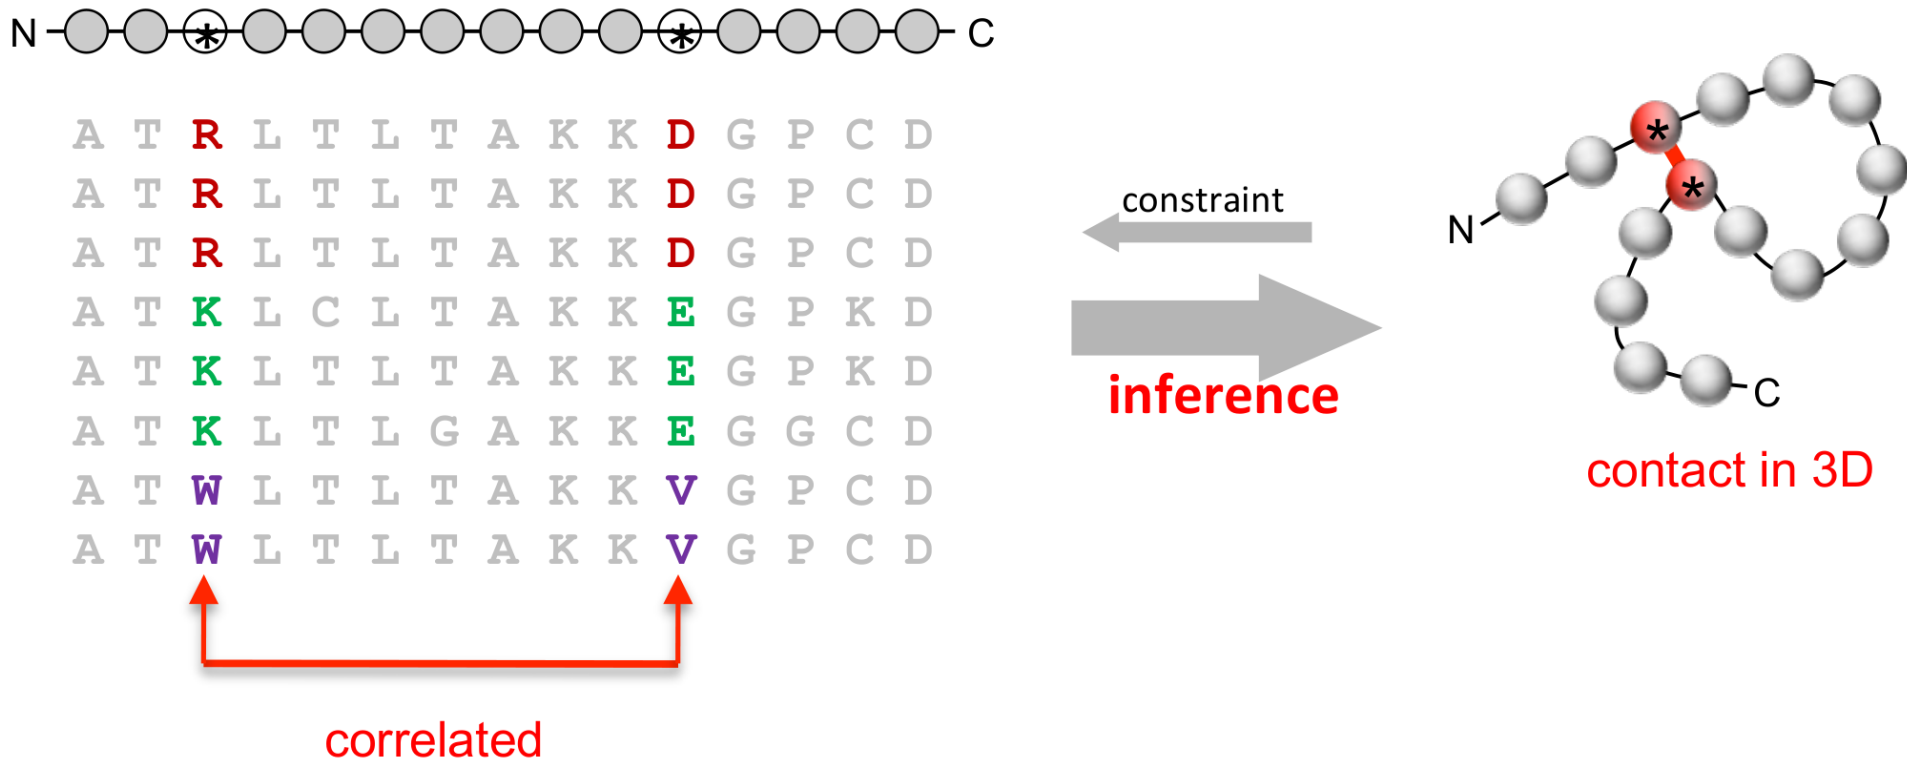 N * * C
A T R L T L T A K K D G P C D
A T R L T L T A K K D G P C D
A T R L T L T A K K D G P C D
A T K L C L T A K K E G P K D
A T K L T L T A K K E G P K D
A T K L T L G A K K E G G C D
A T W L T L T A K K V G P C D
A T W L T L T A K K V G P C D
correlated
constraint
inference
*
*
N
C
contact in 3D